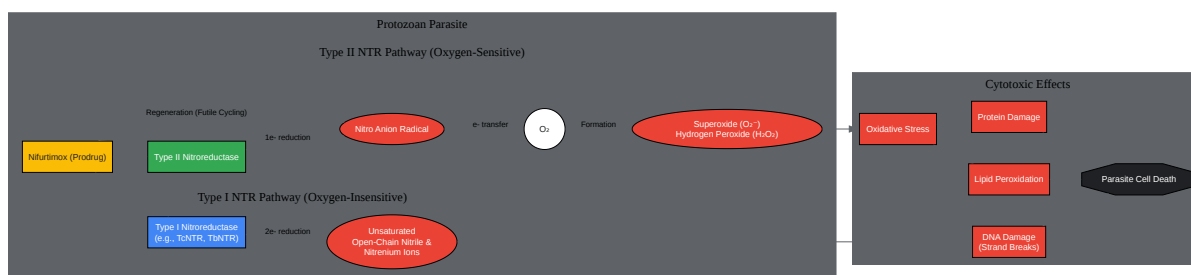 Protozoan Parasite
Type II NTR Pathway (Oxygen-Sensitive)
Regeneration (Futile Cycling)
Nifurtimox (Prodrug)
Type II Nitroreductase
1e- reduction
Nitro Anion Radical
e- transfer
O₂
Formation
Superoxide (O₂⁻)
Hydrogen Peroxide (H₂O₂)
Type I NTR Pathway (Oxygen-Insensitive)
Type I Nitroreductase
(e.g., TcNTR, TbNTR)
2e- reduction
Unsaturated
Open-Chain Nitrile &
Nitrenium Ions
Cytotoxic Effects
Oxidative Stress
Protein Damage
Lipid Peroxidation
DNA Damage
(Strand Breaks)
Parasite Cell Death